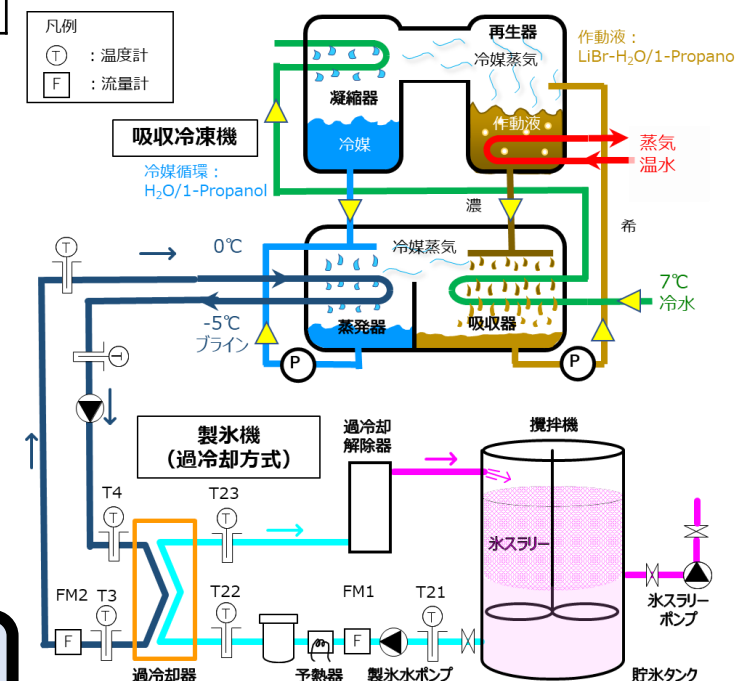 凡例
T ：温度計
F ：流量計
再生器
冷媒蒸気
作動液：
LiBr-H₂O/1-Propano
凝縮器
冷媒
作動液
吸収冷凍機
蒸気
温水
冷媒循環：
H₂O/1-Propanol
濃
希
T
0℃
冷媒蒸気
7℃
冷水
-5℃
ブライン
蒸発器
吸収器
P
P
T
製氷機
（過冷却方式）
過冷却
解除器
攪拌機
T4
T23
T
T
氷スラリー
FM2
T3
T22
FM1
T21
F
T
T
F
T
氷スラリー
ポンプ
過冷却器
予熱器
製氷水ポンプ
貯氷タンク